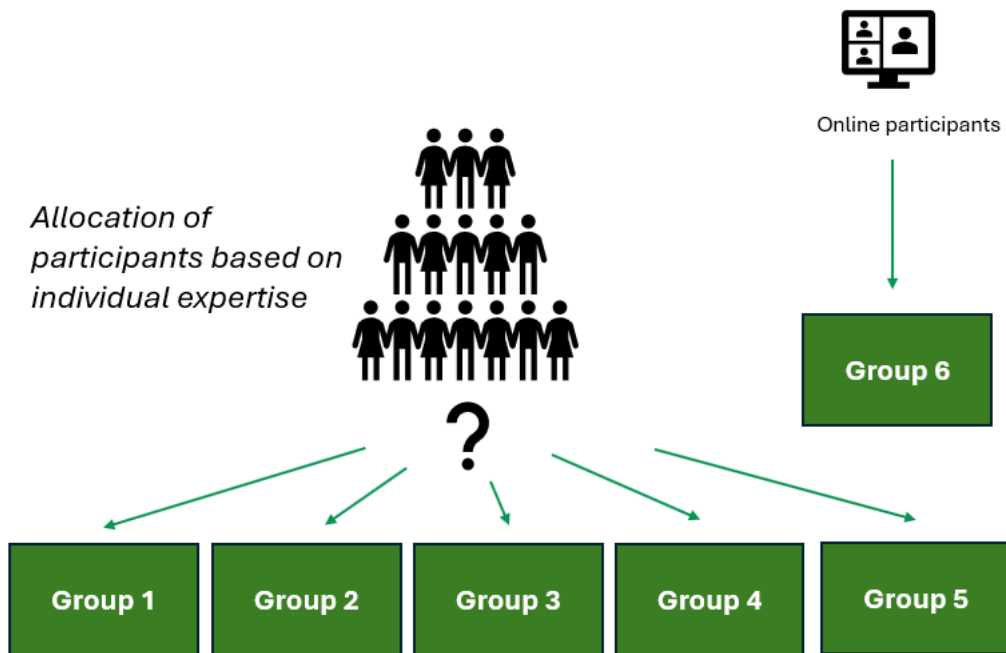 Online participants
Allocation of
participants based on
individual expertise
Group 6
?
Group 1
Group 2
Group 3
Group 4
Group 5